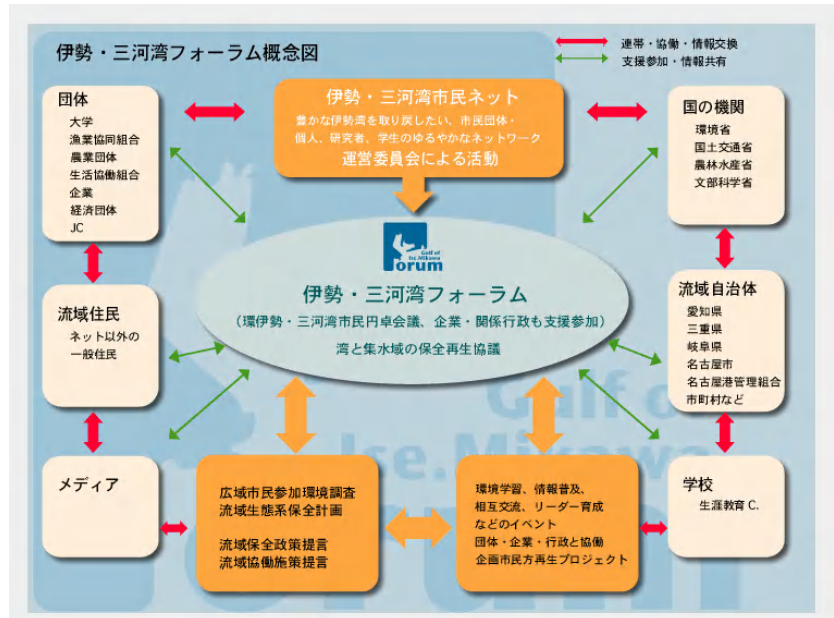 伊勢・三河湾フォーラム概念図
連帯・協働・情報交換
支援参加・情報共有
団体
大学
漁業協同組合
農業団体
生活協働組合
企業
経済団体
JC
伊勢・三河湾市民ネット
豊かな伊勢湾を取り戻したい、市民団体・
個人、研究者、学生のゆるやかなネットワーク
運営委員会による活動
国の機関
環境省
国土交通省
農林水産省
文部科学省
Gulf of
Ise.Mikawa
Forum
伊勢・三河湾フォーラム
（環伊勢・三河湾市民円卓会議、企業・関係行政も支援参加）
湾と集水域の保全再生協議
流域住民
ネット以外の
一般住民
流域自治体
愛知県
三重県
岐阜県
名古屋市
名古屋港管理組合
市町村など
Gulf of
Ise.Mikawa
Forum
メディア
広域市民参加環境調査
流域生態系保全計画
流域保全政策提言
流域協働施策提言
環境学習、情報普及、
相互交流、リーダー育成
などのイベント
団体・企業・行政と協働
企画市民方再生プロジェクト
学校
生涯教育 C.